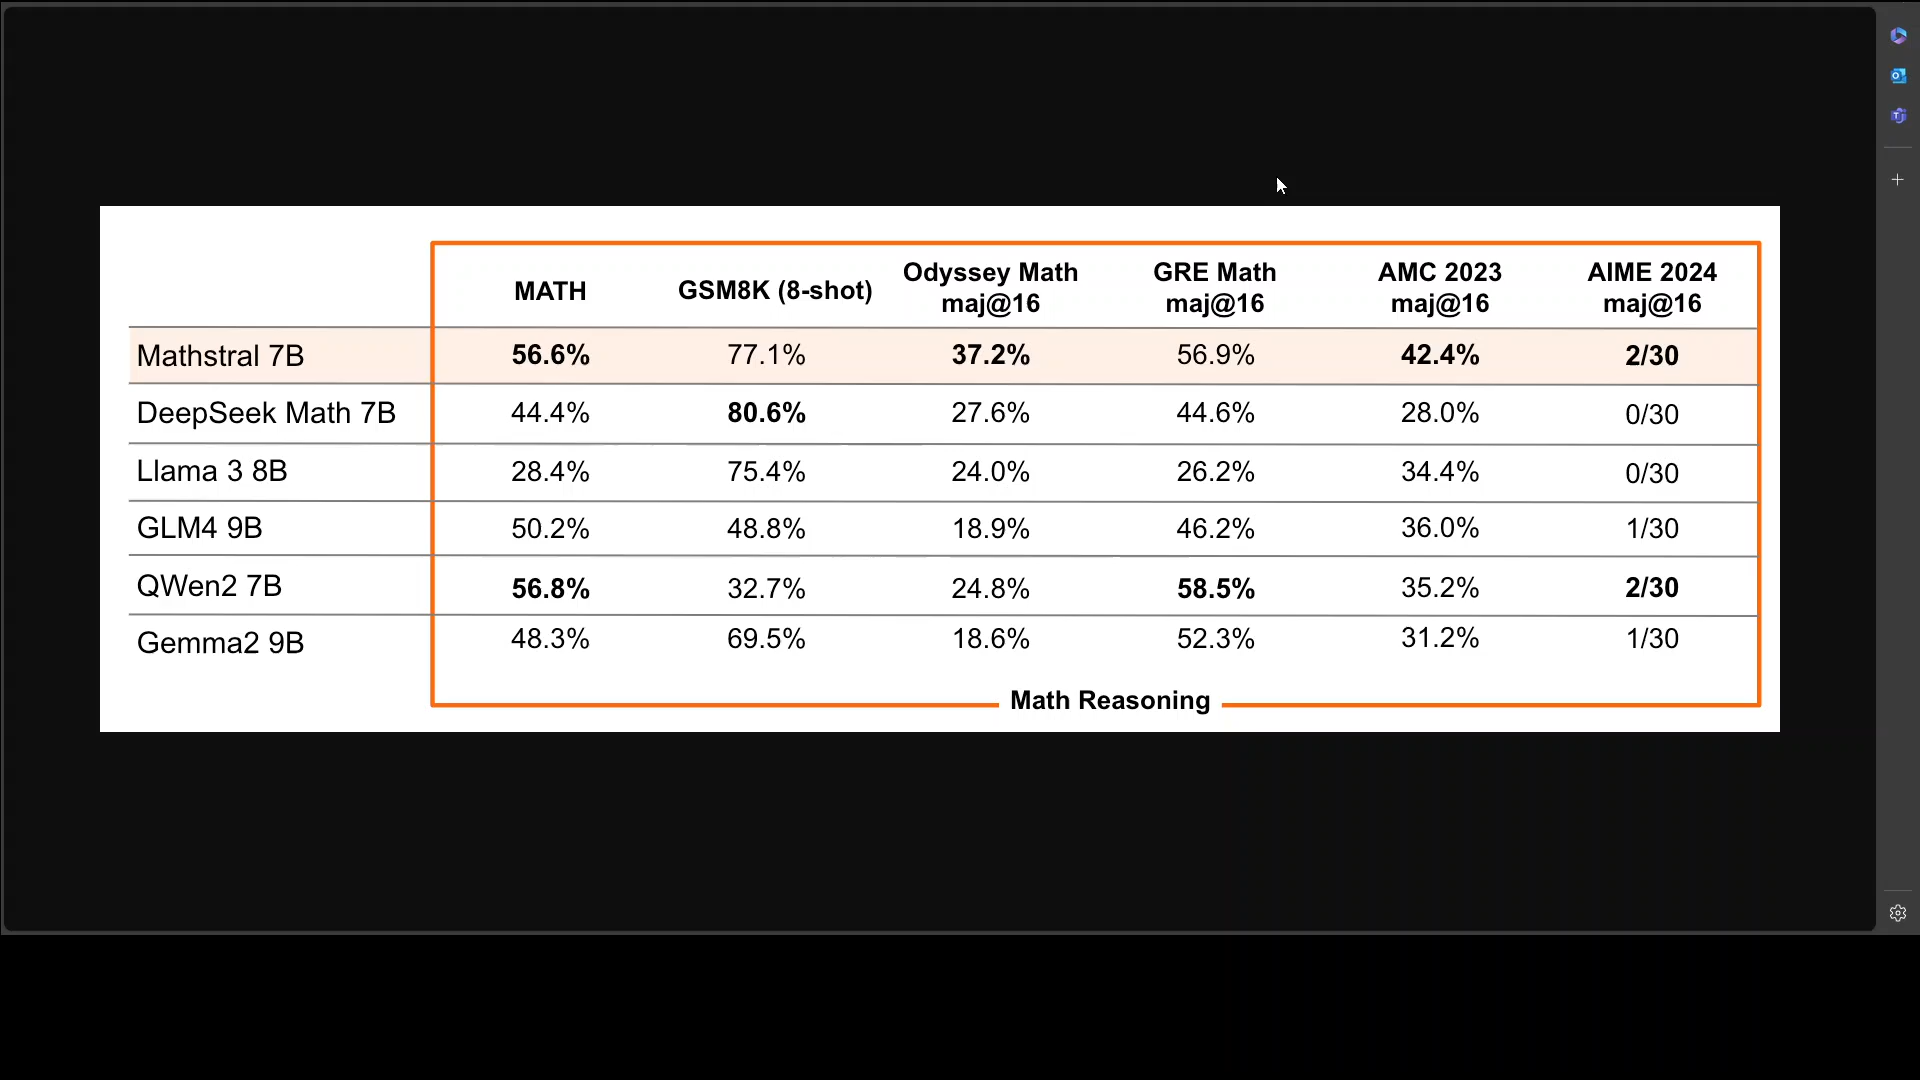 MATH GSM8K (8-shot) Odyssey Math maj@16 GRE Math maj@16 AMC 2023 maj@16 AIME 2024 maj@16
Mathstral 7B 56.6% 77.1% 37.2% 56.9% 42.4% 2/30
DeepSeek Math 7B 44.4% 80.6% 27.6% 44.6% 28.0% 0/30
Llama 3 8B 28.4% 75.4% 24.0% 26.2% 34.4% 0/30
GLM4 9B 50.2% 48.8% 18.9% 46.2% 36.0% 1/30
QWen2 7B 56.8% 32.7% 24.8% 58.5% 35.2% 2/30
Gemma2 9B 48.3% 69.5% 18.6% 52.3% 31.2% 1/30
Math Reasoning